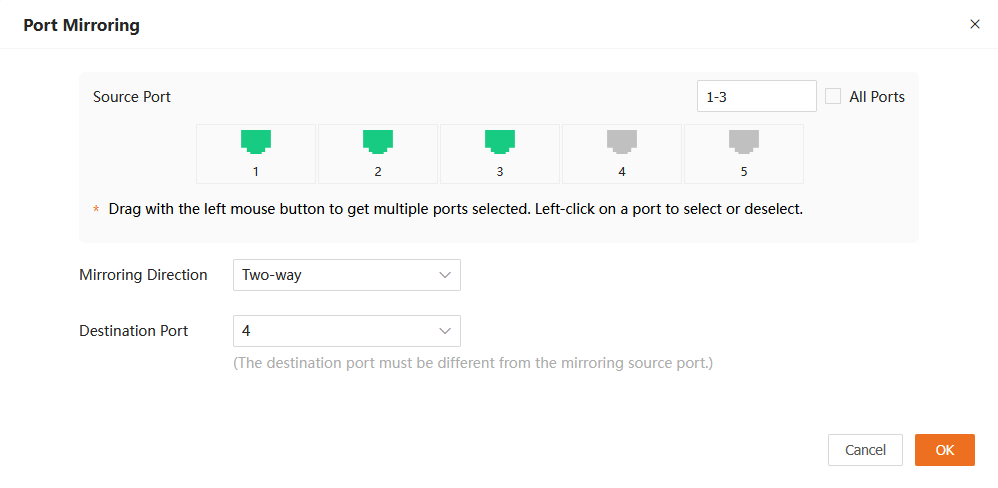 Port Mirroring
Source Port 1-3 All Ports
1 2 3 4 5
* Drag with the left mouse button to get multiple ports selected. Left-click on a port to select or deselect.
Mirroring Direction Two-way
Destination Port 4
(The destination port must be different from the mirroring source port.)
Cancel OK